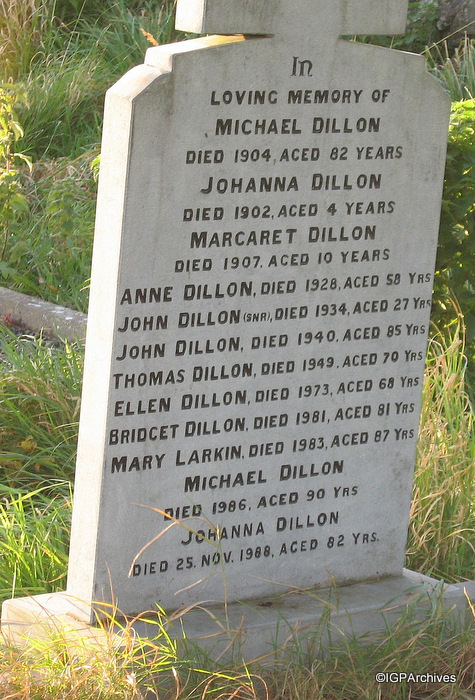 In
LOVING MEMORY OF
MICHAEL DILLON
DIED 1904, AGED 82 YEARS
JOHANNA DILLON
DIED 1902, AGED 4 YEARS
MARGARET DILLON
DIED 1907, AGED 10 YEARS
ANNE DILLON, DIED 1928, AGED 58 YRS
JOHN DILLON (SNR), DIED 1934, AGED 27 YRS
JOHN DILLON, DIED 1940, AGED 85 YRS
THOMAS DILLON, DIED 1949, AGED 70 YRS
ELLEN DILLON, DIED 1973, AGED 68 YRS
BRIDGET DILLON, DIED 1981, AGED 81 YRS
MARY LARKIN, DIED 1983, AGED 87 YRS
MICHAEL DILLON
DIED 1986, AGED 90 YRS
JOHANNA DILLON
DIED 25. NOV. 1988, AGED 82 YRS.
©IGPArchives